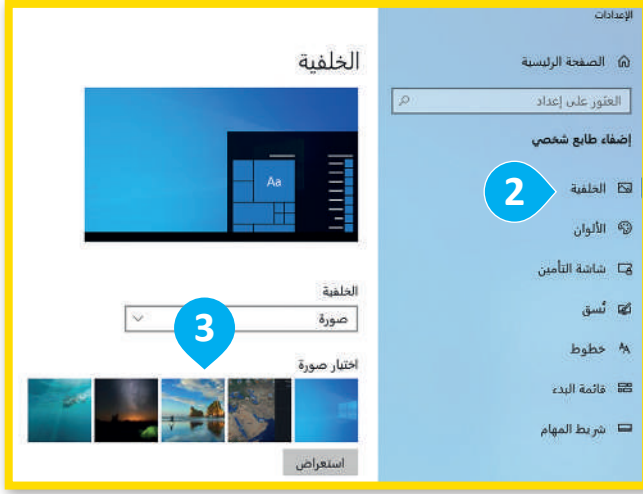 الإعدادات
الصفحة الرئيسية
العثور على إعداد
إضفاء طابع شخصي
الخلفية
2
الألوان
شاشة التأمين
نُسق
خطوط
قائمة البدء
شريط المهام
الخلفية
Aa
الخلفية
صورة
3
اختيار صورة
استعراض